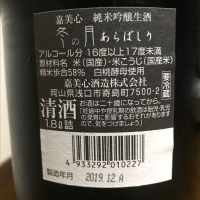 嘉美心 純米吟醸生酒
冬の月 あらばしり
アルコール分 16度以上17度未満
原材料名 米(国産)・米こうじ(国産米)
精米歩合58% 白桃酵母使用
嘉美心酒造株式会社
岡山県浅口市寄島町7500-2
要冷蔵
清酒
1.8ℓ詰
お酒は二十歳になってから。
4 933292 010227
製造年月 2019.12.A